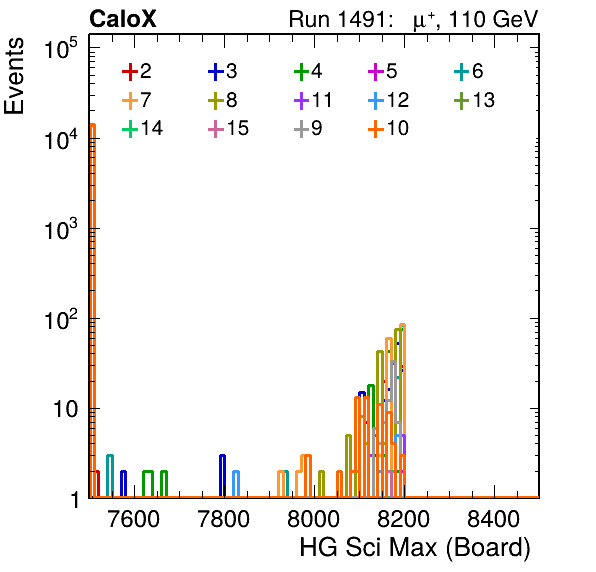 CaloX Run 1491: μ⁺, 110 GeV
Events
10⁵
10⁴
10³
10²
10
1
2 3 4 5 6
7 8 11 12 13
14 15 9 10
7600 7800 8000 8200 8400
HG Sci Max (Board)